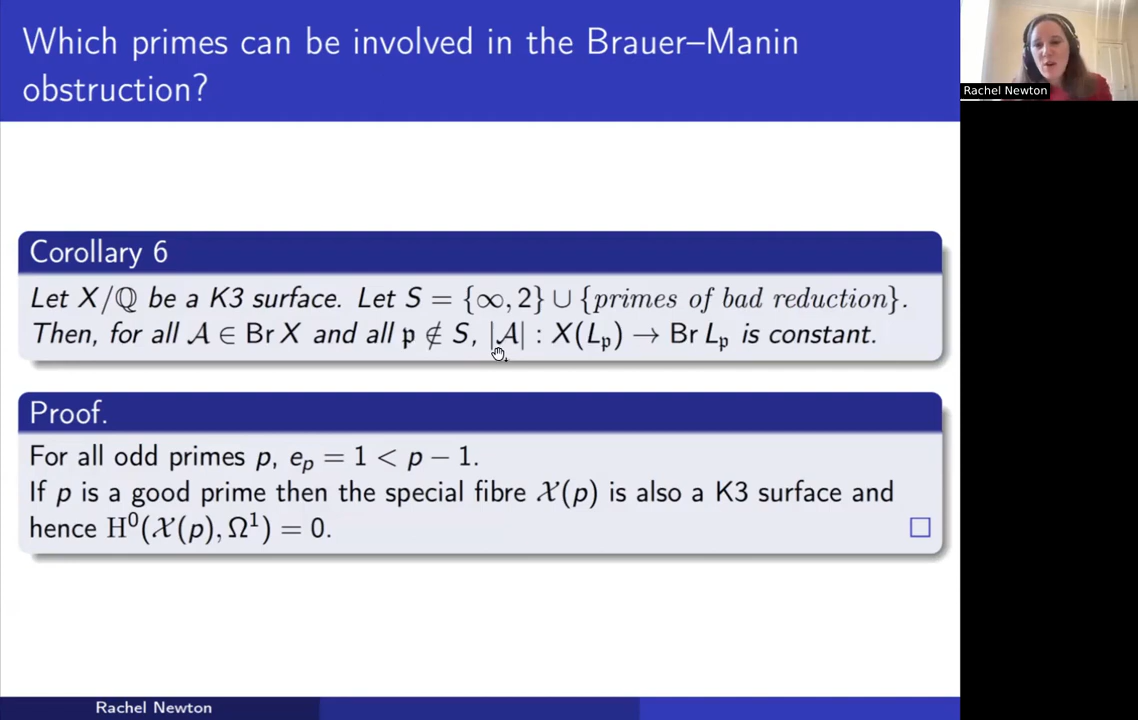 Which primes can be involved in the Brauer–Manin
obstruction?
Rachel Newton
Corollary 6
Let X/ℚ be a K3 surface. Let S = {∞, 2} ∪ {primes of bad reduction}.
Then, for all 𝒜 ∈ Br X and all 𝔭 ∉ S, |𝒜| : X(L_𝔭) → Br L_𝔭 is constant.
Proof.
For all odd primes p, e_p = 1 < p − 1.
If p is a good prime then the special fibre 𝒳(p) is also a K3 surface and
hence H⁰(𝒳(p), Ω¹) = 0.
□
Rachel Newton